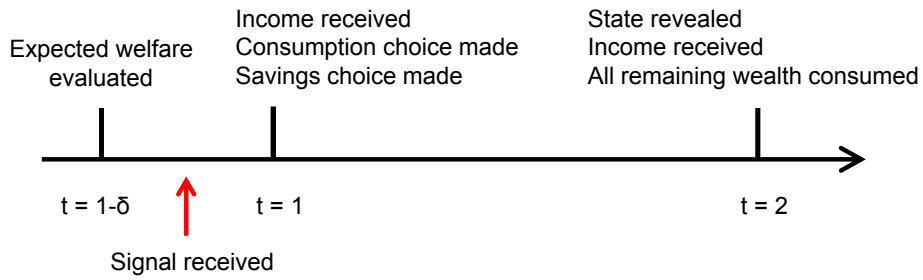 Expected welfare
evaluated
Income received
Consumption choice made
Savings choice made
State revealed
Income received
All remaining wealth consumed
t = 1-δ
t = 1
t = 2
Signal received